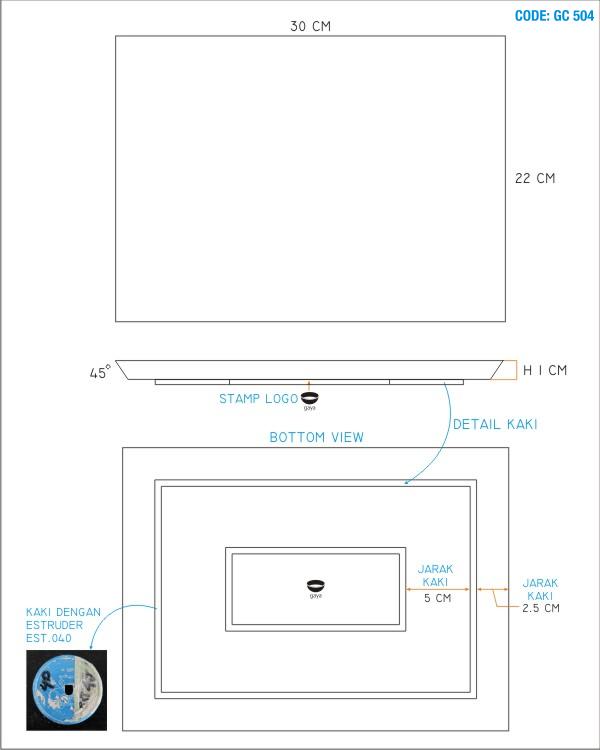 CODE: GC 504
30 CM
22 CM
45°
H 1 CM
STAMP LOGO
gaya
DETAIL KAKI
BOTTOM VIEW
gaya
JARAK
KAKI
5 CM
JARAK
KAKI
2.5 CM
KAKI DENGAN
ESTRUDER
EST.040